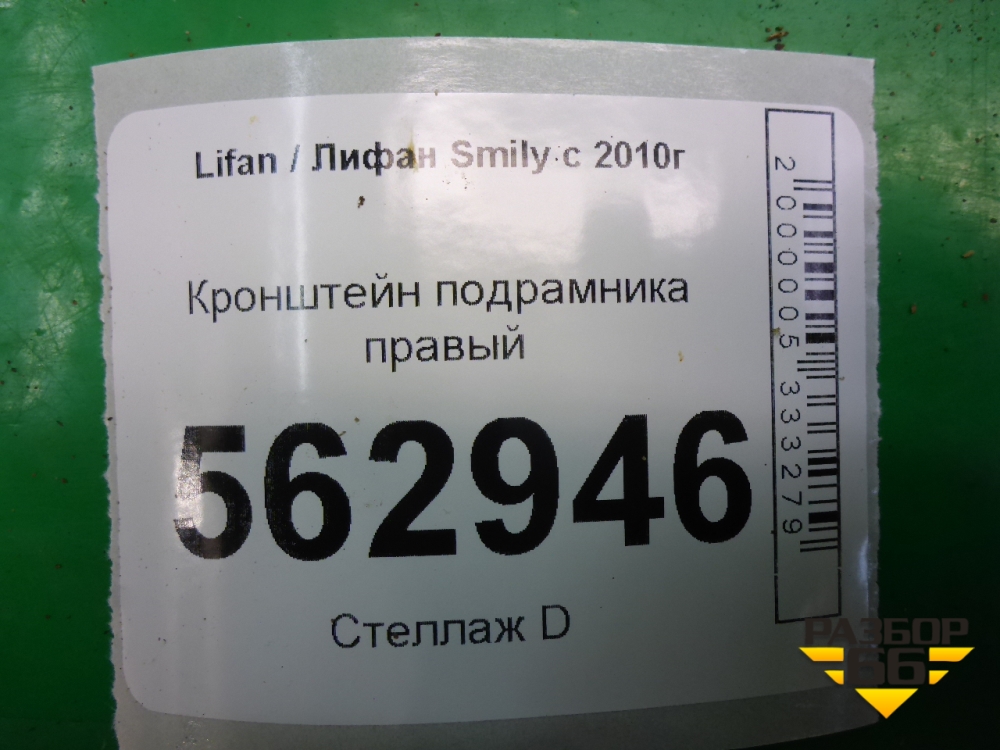 Lifan / Лифан Smily с 2010г
Кронштейн подрамника
правый
562946
Стеллаж D
2000005333279
РАЗБОР
66